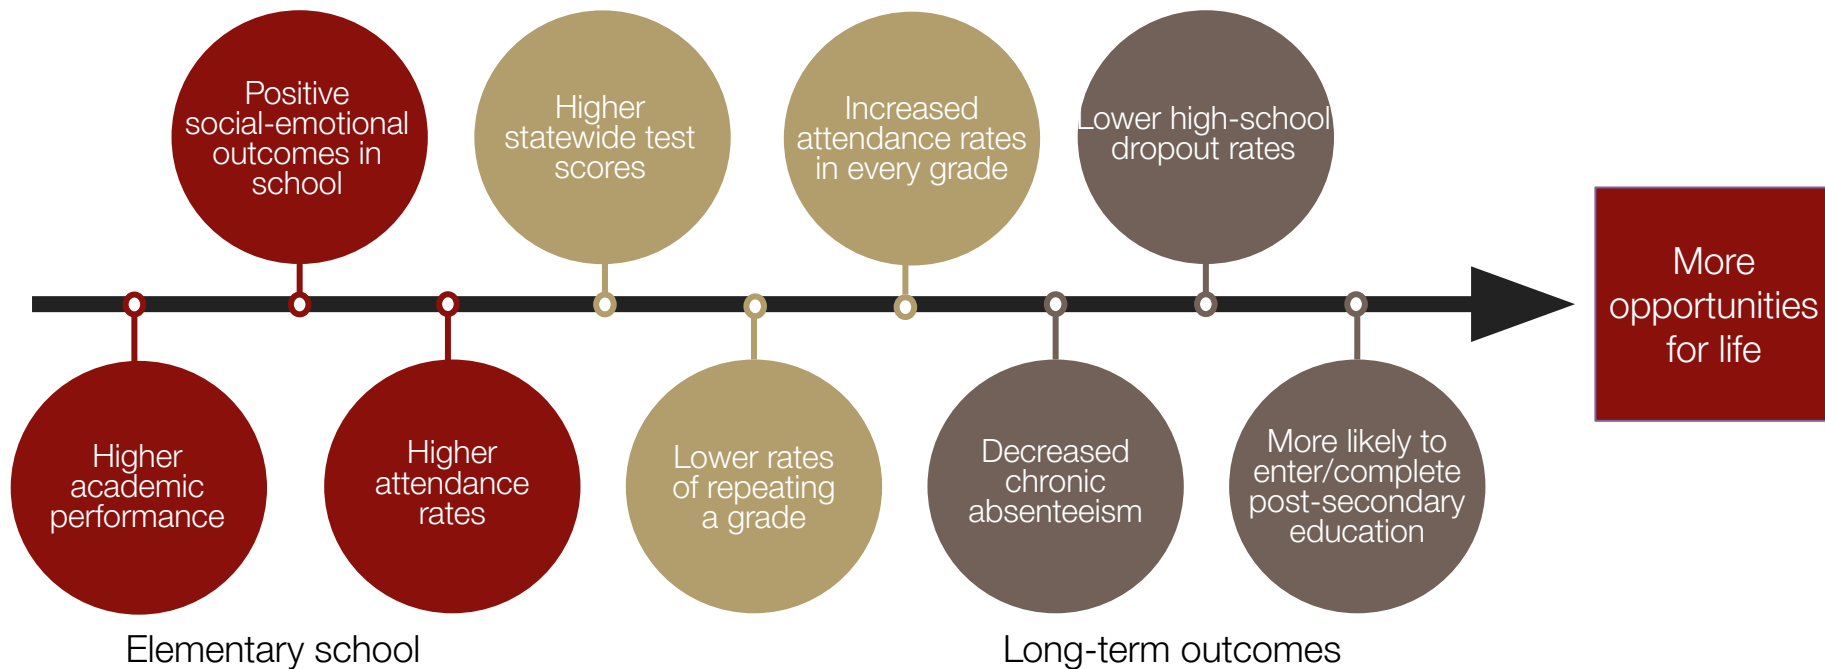 Positive
social-emotional
outcomes in
school
Higher
statewide test
scores
Increased
attendance rates
in every grade
Lower high-school
dropout rates
More
opportunities
for life
Higher
academic
performance
Higher
attendance
rates
Lower rates
of repeating
a grade
Decreased
chronic
absenteeism
More likely to
enter/complete
post-secondary
education
Elementary school
Long-term outcomes